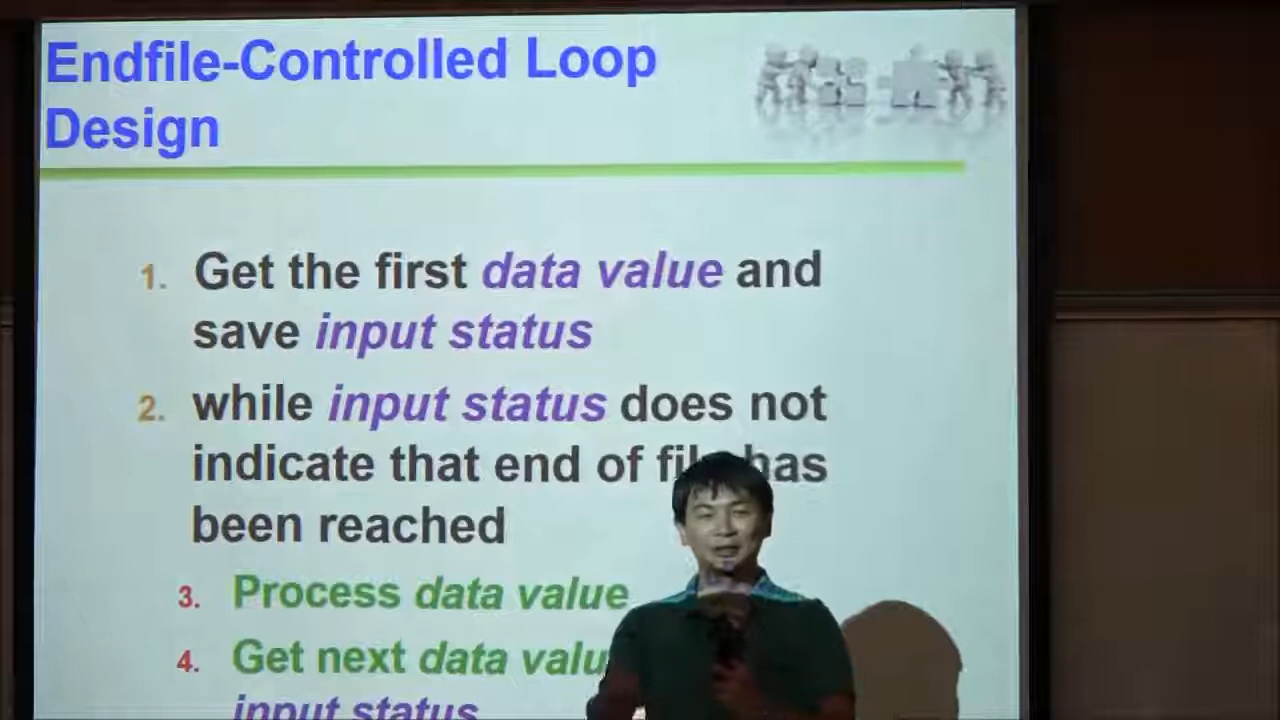 Endfile-Controlled Loop
Design
1. Get the first data value and
save input status
2. while input status does not
indicate that end of file has
been reached
3. Process data value
4. Get next data valu
input status